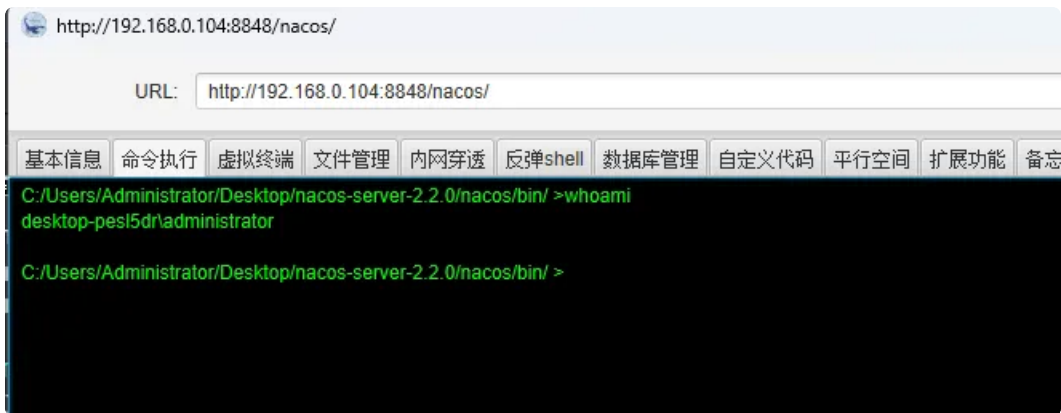 http://192.168.0.104:8848/nacos/
URL: http://192.168.0.104:8848/nacos/
基本信息 命令执行 虚拟终端 文件管理 内网穿透 反弹shell 数据库管理 自定义代码 平行空间 扩展功能 备忘
C:/Users/Administrator/Desktop/nacos-server-2.2.0/nacos/bin/ >whoami
desktop-pesl5dr\administrator
C:/Users/Administrator/Desktop/nacos-server-2.2.0/nacos/bin/ >